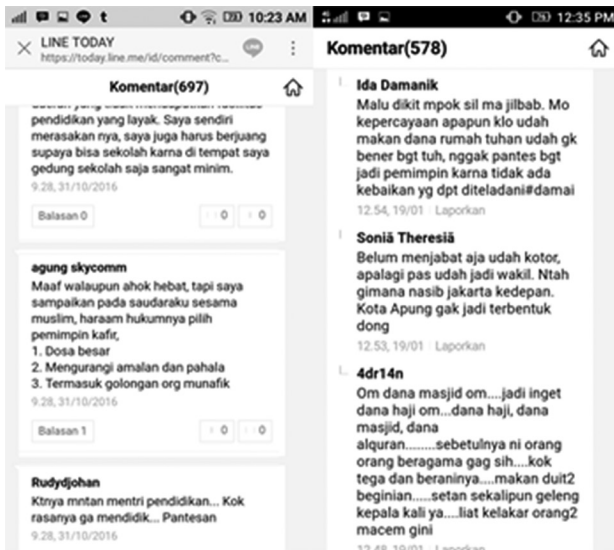 10:23 AM
LINE TODAY
https://today.line.me/id/comment?c...
Komentar(697)
pendidikan yang layak. Saya sendiri
merasakan nya, saya juga harus berjuang
supaya bisa sekolah karna di tempat saya
gedung sekolah saja sangat minim.
9.28, 31/10/2016
Balasan 0
0
0
agung skycomm
Maaf walaupun ahok hebat, tapi saya
sampaikan pada saudaraku sesama
muslim, haraam hukumnya pilih
pemimpin kafir,
1. Dosa besar
2. Mengurangi amalan dan pahala
3. Termasuk golongan org munafik
9.28, 31/10/2016
Balasan 1
0
0
Rudydjohan
Ktnya mntan mentri pendidikan... Kok
rasanya ga mendidik... Pantesan
9.28, 31/10/2016
12:35 PM
Komentar(578)
Ida Damanik
Malu dikit mpok sil ma jilbab. Mo
kepercayaan apapun klo udah
makan dana rumah tuhan udah gk
bener bgt tuh, nggak pantes bgt
jadi pemimpin karna tidak ada
kebaikan yg dpt diteladani#damai
12.54, 19/01 Laporkan
Soniã Theresiã
Belum menjabat aja udah kotor,
apalagi pas udah jadi wakil. Ntah
gimana nasib jakarta kedepan.
Kota Apung gak jadi terbentuk
dong
12.53, 19/01 Laporkan
4dr14n
Om dana masjid om....jadi inget
dana haji om...dana haji, dana
masjid, dana
alquran........sebetulnya ni orang
orang beragama gag sih....kok
tega dan beraninya....makan duit2
beginian.....setan sekalipun geleng
kepala kali ya....liat kelakar orang2
macem gini
12.48, 19/01 Laporkan